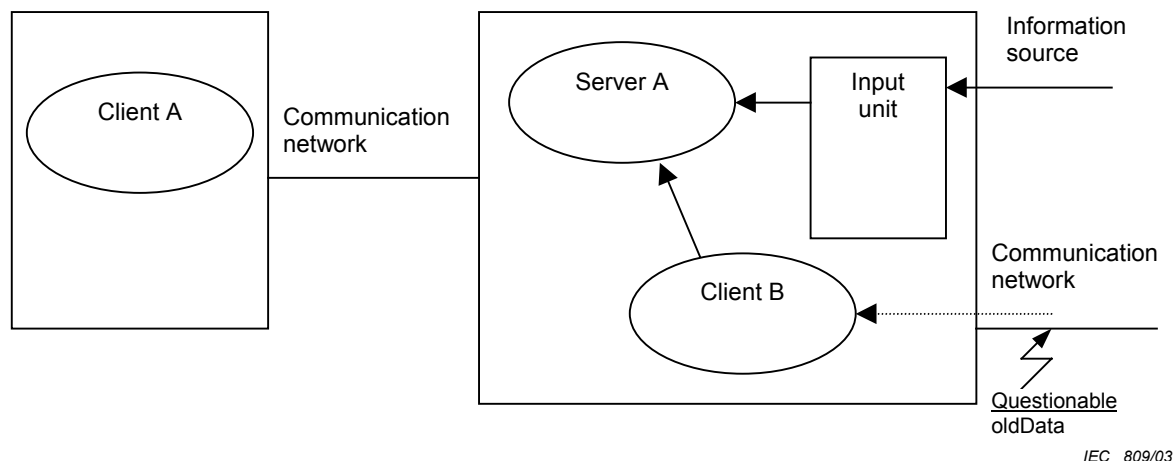 Client A
Communication
network
Server A
Input
unit
Information
source
Client B
Communication
network
Questionable
oldData
IEC 809/03